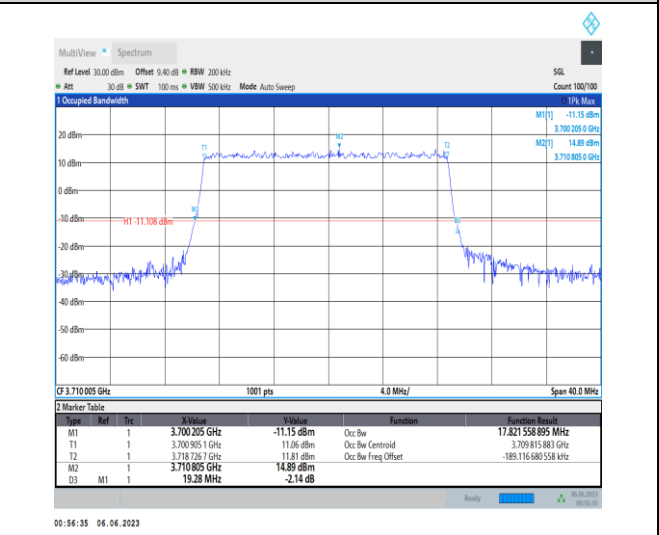 MultiView Spectrum
Ref Level 30.00 dBm Offset 9.40 dB RBW 200 kHz SGL
Att 30 dB SWT 100 ms VBW 500 kHz Mode Auto Sweep Count 100/100
1 Occupied Bandwidth 1Pk Max
M1[1] -11.15 dBm
3.700 205 0 GHz
M2[1] 14.89 dBm
3.710 805 0 GHz
20 dBm
M2
T1
T2
10 dBm
0 dBm
M1
-10 dBm
H1 -11.108 dBm
-20 dBm
-30 dBm
-40 dBm
-50 dBm
-60 dBm
CF 3.710 005 GHz 1001 pts 4.0 MHz/ Span 40.0 MHz
2 Marker Table
Type Ref Trc X-Value Y-Value Function Function Result
M1 1 3.700 205 GHz -11.15 dBm Occ Bw 17.821 558 895 MHz
T1 1 3.700 905 1 GHz 11.06 dBm Occ Bw Centroid 3.709 815 883 GHz
T2 1 3.718 726 7 GHz 11.81 dBm Occ Bw Freq Offset -189.116 680 558 kHz
M2 1 3.710 805 GHz 14.89 dBm
D3 M1 1 19.28 MHz -2.14 dB
Ready 06.06.2023
00:56:35
00:56:35 06.06.2023